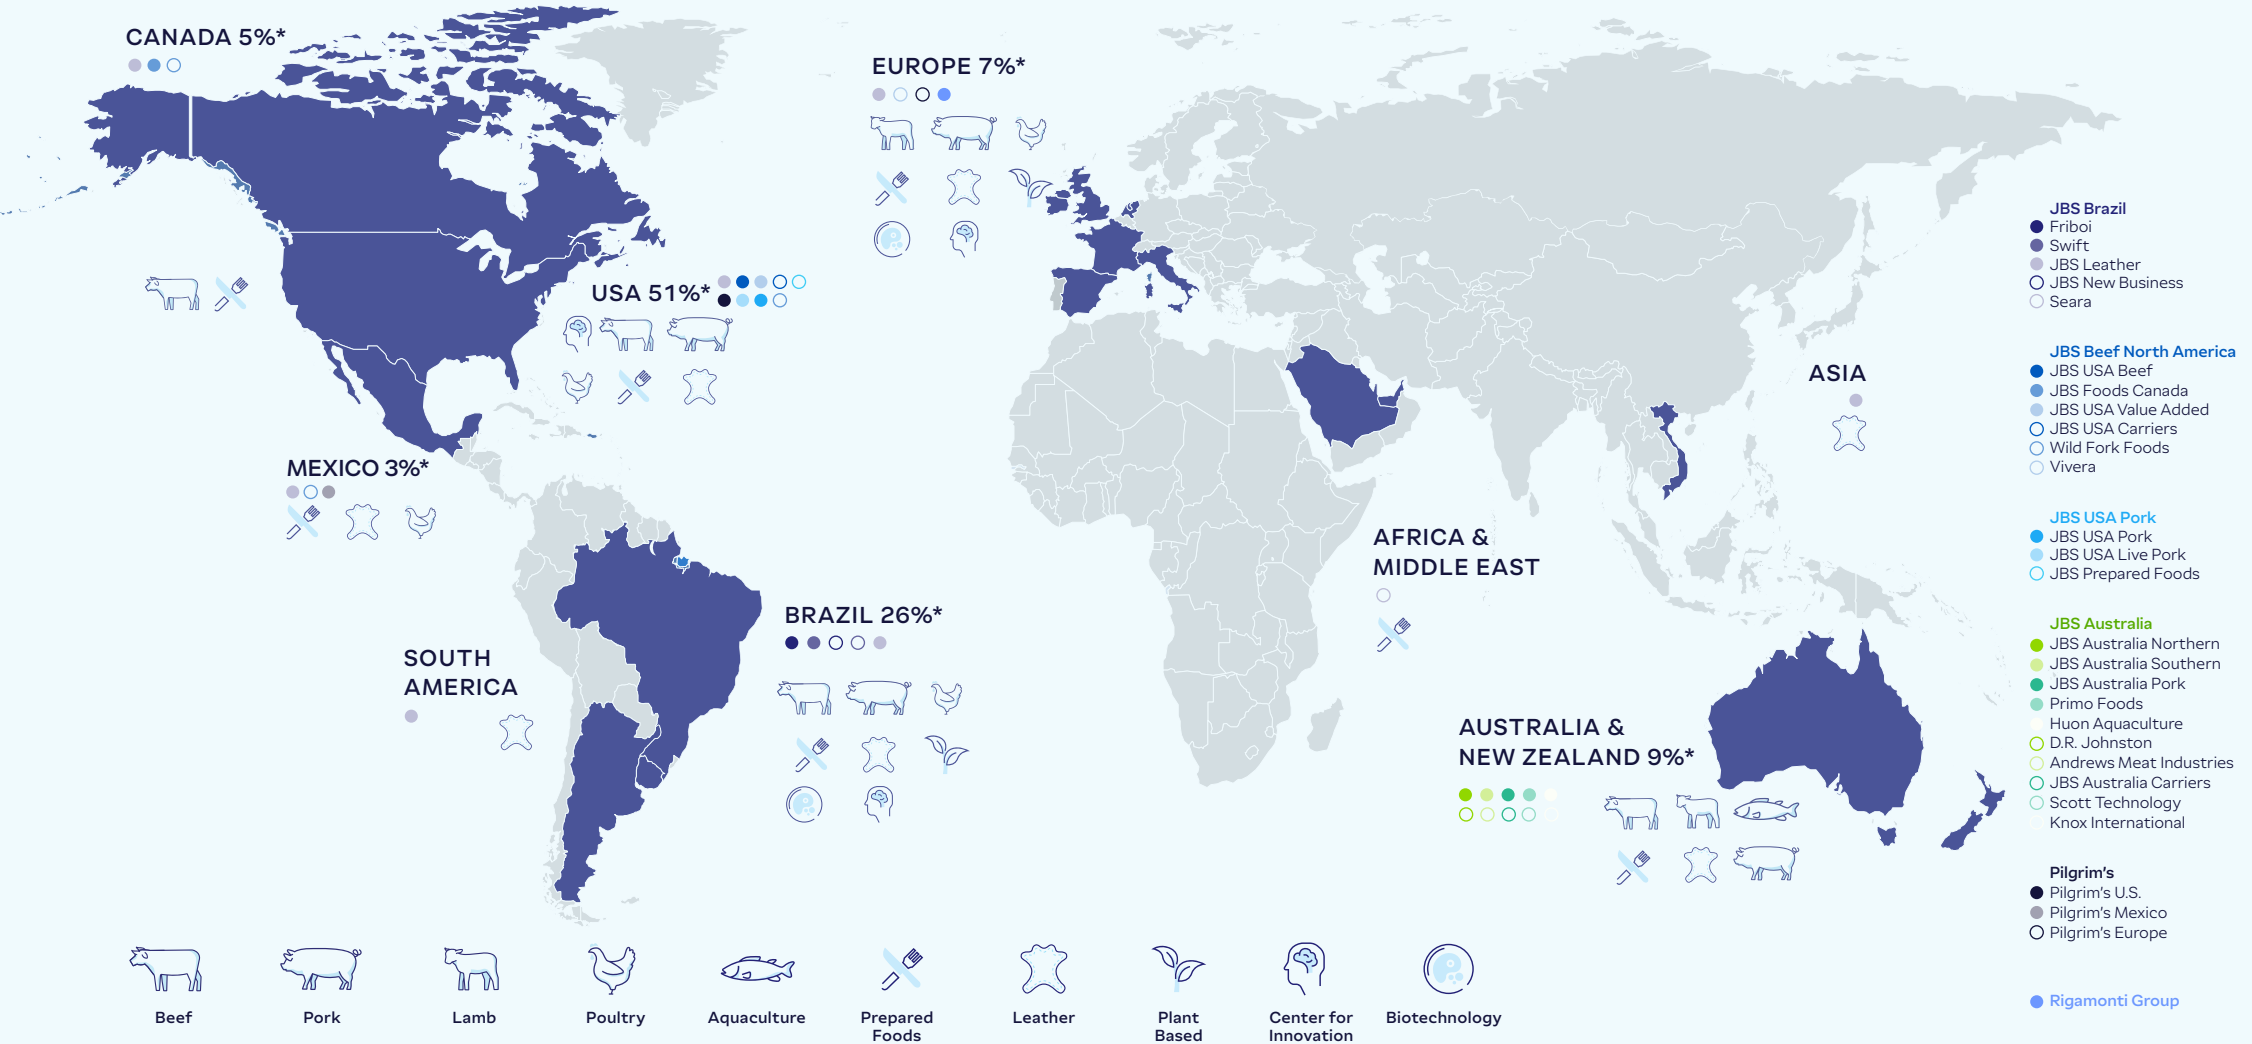 CANADA 5%*
EUROPE 7%*
USA 51%*
ASIA
MEXICO 3%*
AFRICA &
MIDDLE EAST
BRAZIL 26%*
SOUTH
AMERICA
AUSTRALIA &
NEW ZEALAND 9%*
JBS Brazil
Friboi
Swift
JBS Leather
JBS New Business
Seara
JBS Beef North America
JBS USA Beef
JBS Foods Canada
JBS USA Value Added
JBS USA Carriers
Wild Fork Foods
Vivera
JBS USA Pork
JBS USA Pork
JBS USA Live Pork
JBS Prepared Foods
JBS Australia
JBS Australia Northern
JBS Australia Southern
JBS Australia Pork
Primo Foods
Huon Aquaculture
D.R. Johnston
Andrews Meat Industries
JBS Australia Carriers
Scott Technology
Knox International
Pilgrim's
Pilgrim's U.S.
Pilgrim's Mexico
Pilgrim's Europe
Rigamonti Group
Beef
Pork
Lamb
Poultry
Aquaculture
Prepared
Foods
Leather
Plant
Based
Center for
Innovation
Biotechnology